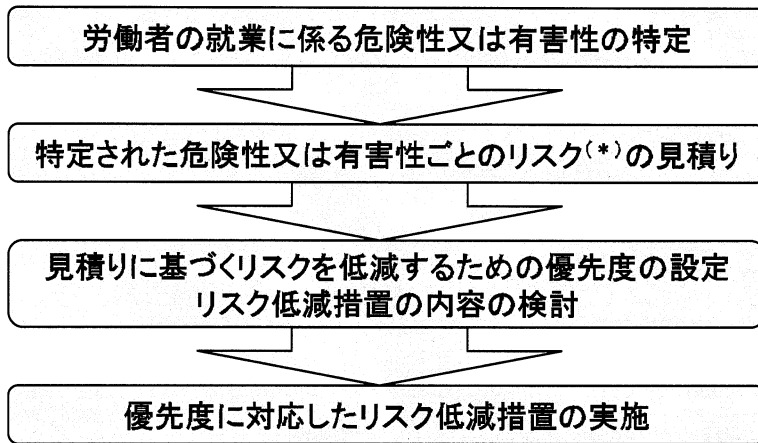 労働者の就業に係る危険性又は有害性の特定
特定された危険性又は有害性ごとのリスク(*)の見積り
見積りに基づくリスクを低減するための優先度の設定
リスク低減措置の内容の検討
優先度に対応したリスク低減措置の実施